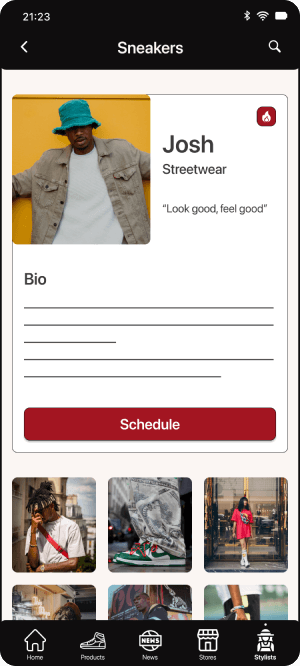 21:23
Sneakers
Josh
Streetwear
“Look good, feel good”
Bio
Schedule
NEWS
Home
Products
News
Stores
Stylists